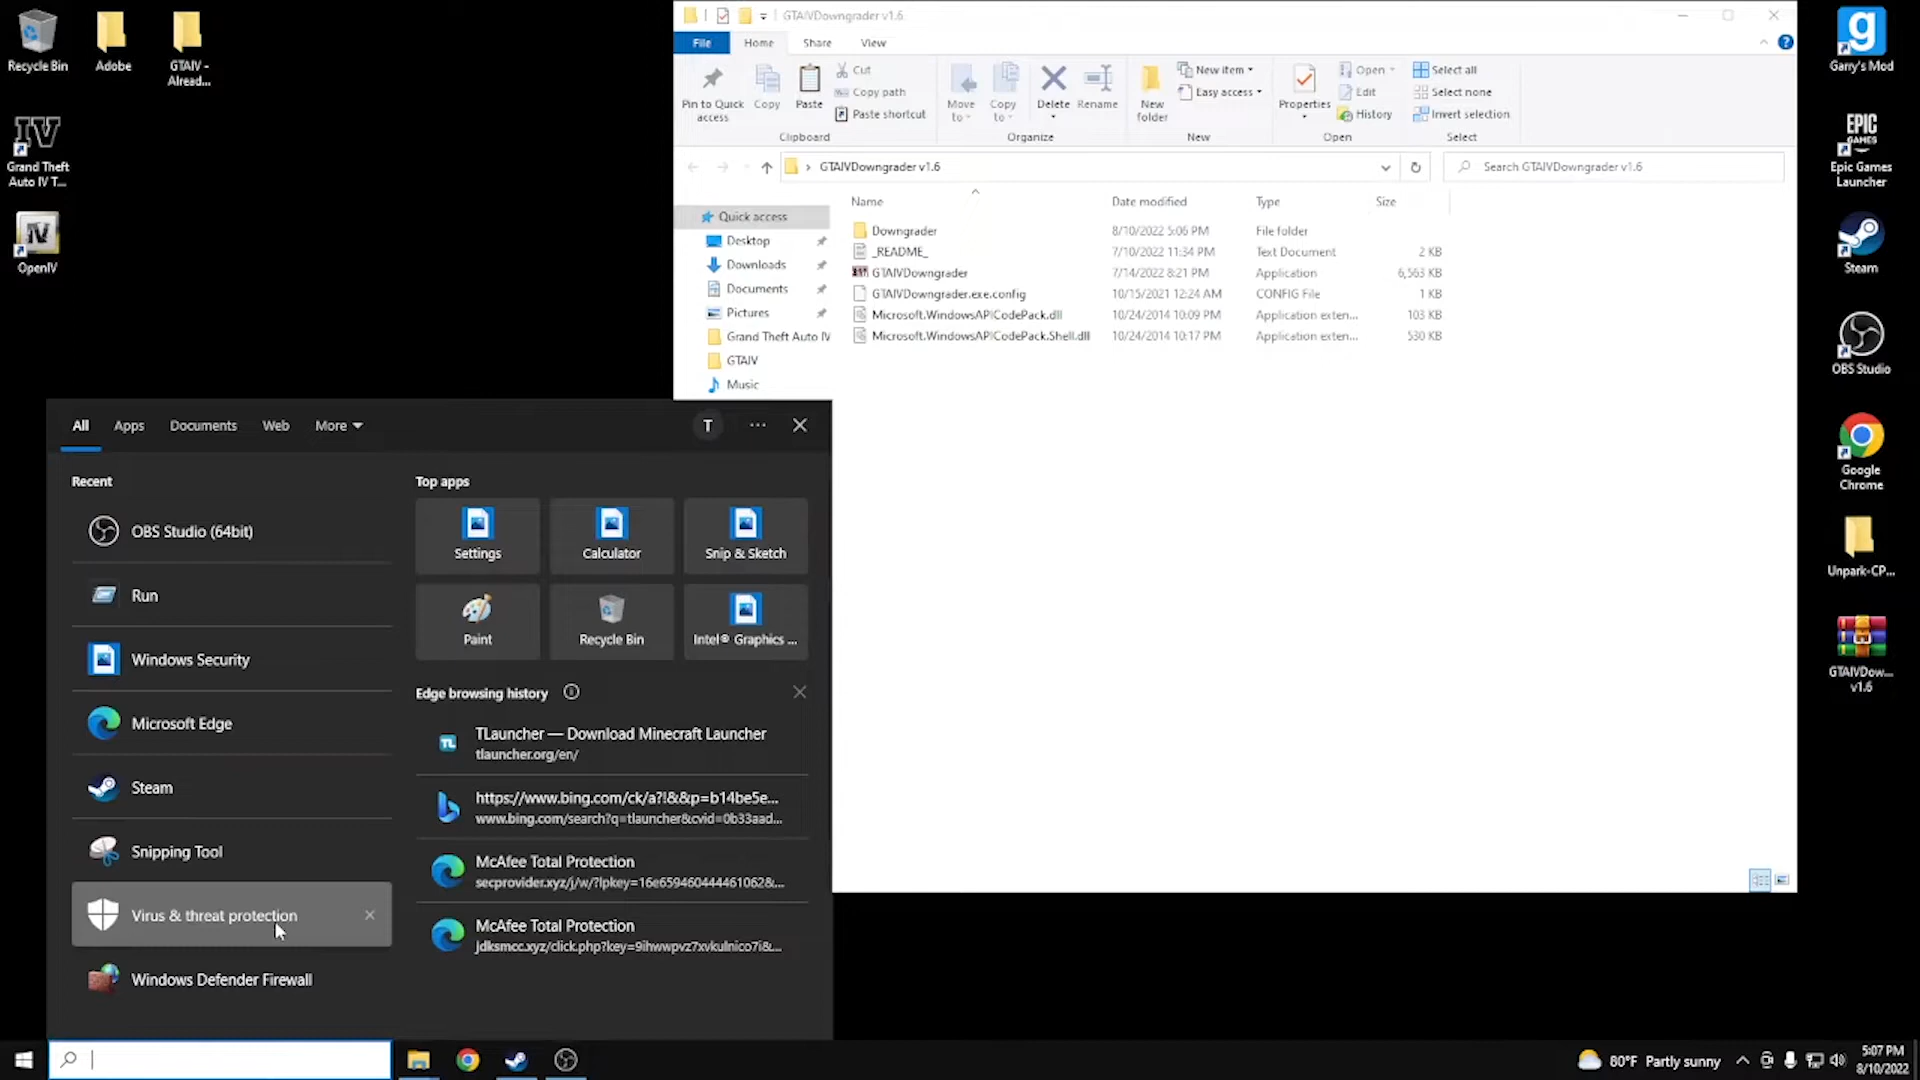 Recycle Bin
Adobe
GTAIV -
Alread...
Grand Theft
Auto IV T...
OpenIV
GTAIVDowngrader v1.6
File
Home
Share
View
Pin to Quick
access
Copy
Paste
Cut
Copy path
Paste shortcut
Clipboard
Move
to
Copy
to
Delete
Rename
Organize
New
folder
New item
Easy access
New
Properties
Open
Edit
History
Open
Select all
Select none
Invert selection
Select
GTAIVDowngrader v1.6
Search GTAIVDowngrader v1.6
Name
Date modified
Type
Size
Quick access
Desktop
Downloads
Documents
Pictures
Grand Theft Auto IV
GTAIV
Music
Downgrader 8/10/2022 5:06 PM File folder
_README_ 7/10/2022 11:34 PM Text Document 2 KB
GTAIVDowngrader 7/14/2022 8:21 PM Application 6,563 KB
GTAIVDowngrader.exe.config 10/15/2021 12:24 AM CONFIG File 1 KB
Microsoft.WindowsAPICodePack.dll 10/24/2014 10:09 PM Application exten... 103 KB
Microsoft.WindowsAPICodePack.Shell.dll 10/24/2014 10:17 PM Application exten... 530 KB
Garry's Mod
EPIC
GAMES
Epic Games
Launcher
Steam
OBS Studio
Google
Chrome
Unpark-CP...
GTAIVDow...
v1.6
All
Apps
Documents
Web
More
T
Recent
OBS Studio (64bit)
Run
Windows Security
Microsoft Edge
Steam
Snipping Tool
Virus & threat protection
Windows Defender Firewall
Top apps
Settings
Calculator
Snip & Sketch
Paint
Recycle Bin
Intel® Graphics ...
Edge browsing history
TL
TLauncher — Download Minecraft Launcher
tlauncher.org/en/
https://www.bing.com/ck/a?!&&p=b14be5e...
www.bing.com/search?q=tlauncher&cvid=0b33aad...
McAfee Total Protection
secprovider.xyz/j/w/?lpkey=16e6594604444461062&...
McAfee Total Protection
jdksmcc.xyz/click.php?key=9ihwwpvz7xvkulnico7i&...
80°F Partly sunny
5:07 PM
8/10/2022